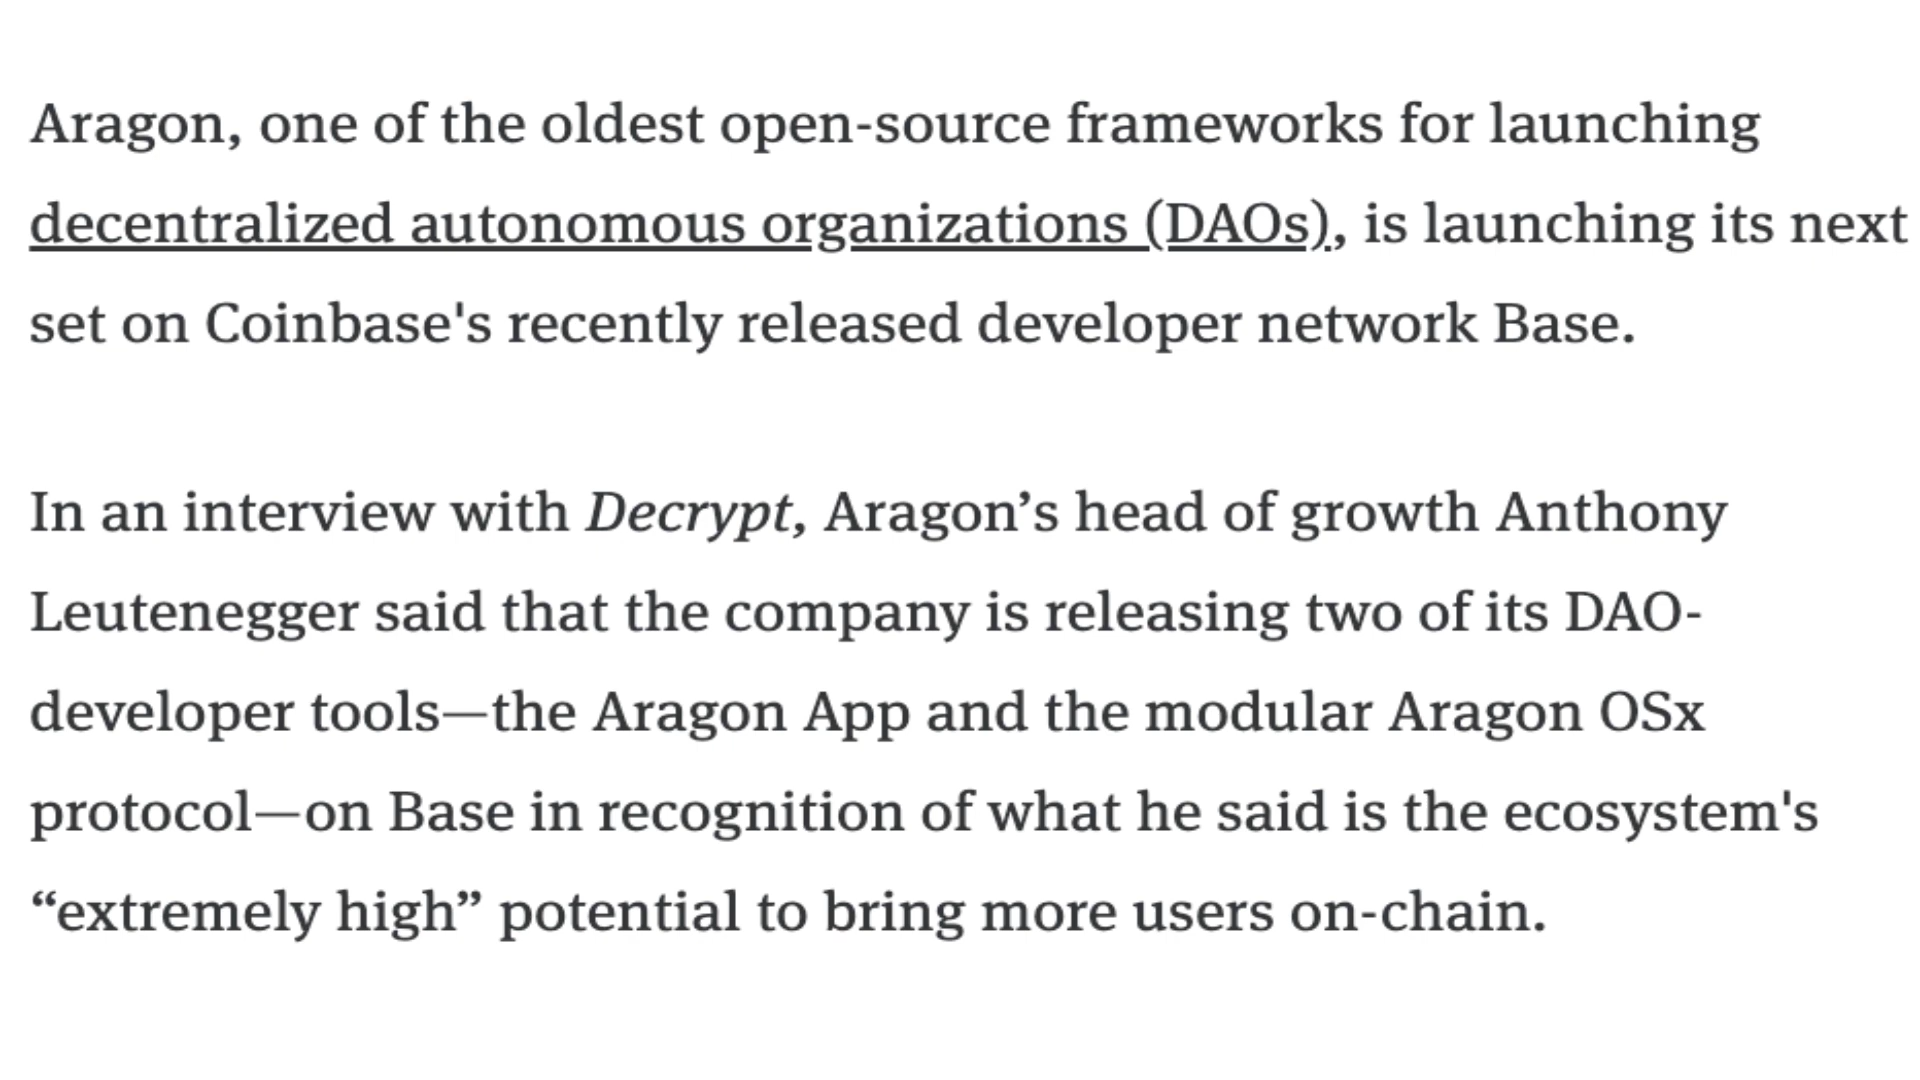 Aragon, one of the oldest open-source frameworks for launching
decentralized autonomous organizations (DAOs), is launching its next
set on Coinbase's recently released developer network Base.
In an interview with Decrypt, Aragon’s head of growth Anthony
Leutenegger said that the company is releasing two of its DAO-
developer tools—the Aragon App and the modular Aragon OSx
protocol—on Base in recognition of what he said is the ecosystem's
“extremely high” potential to bring more users on-chain.